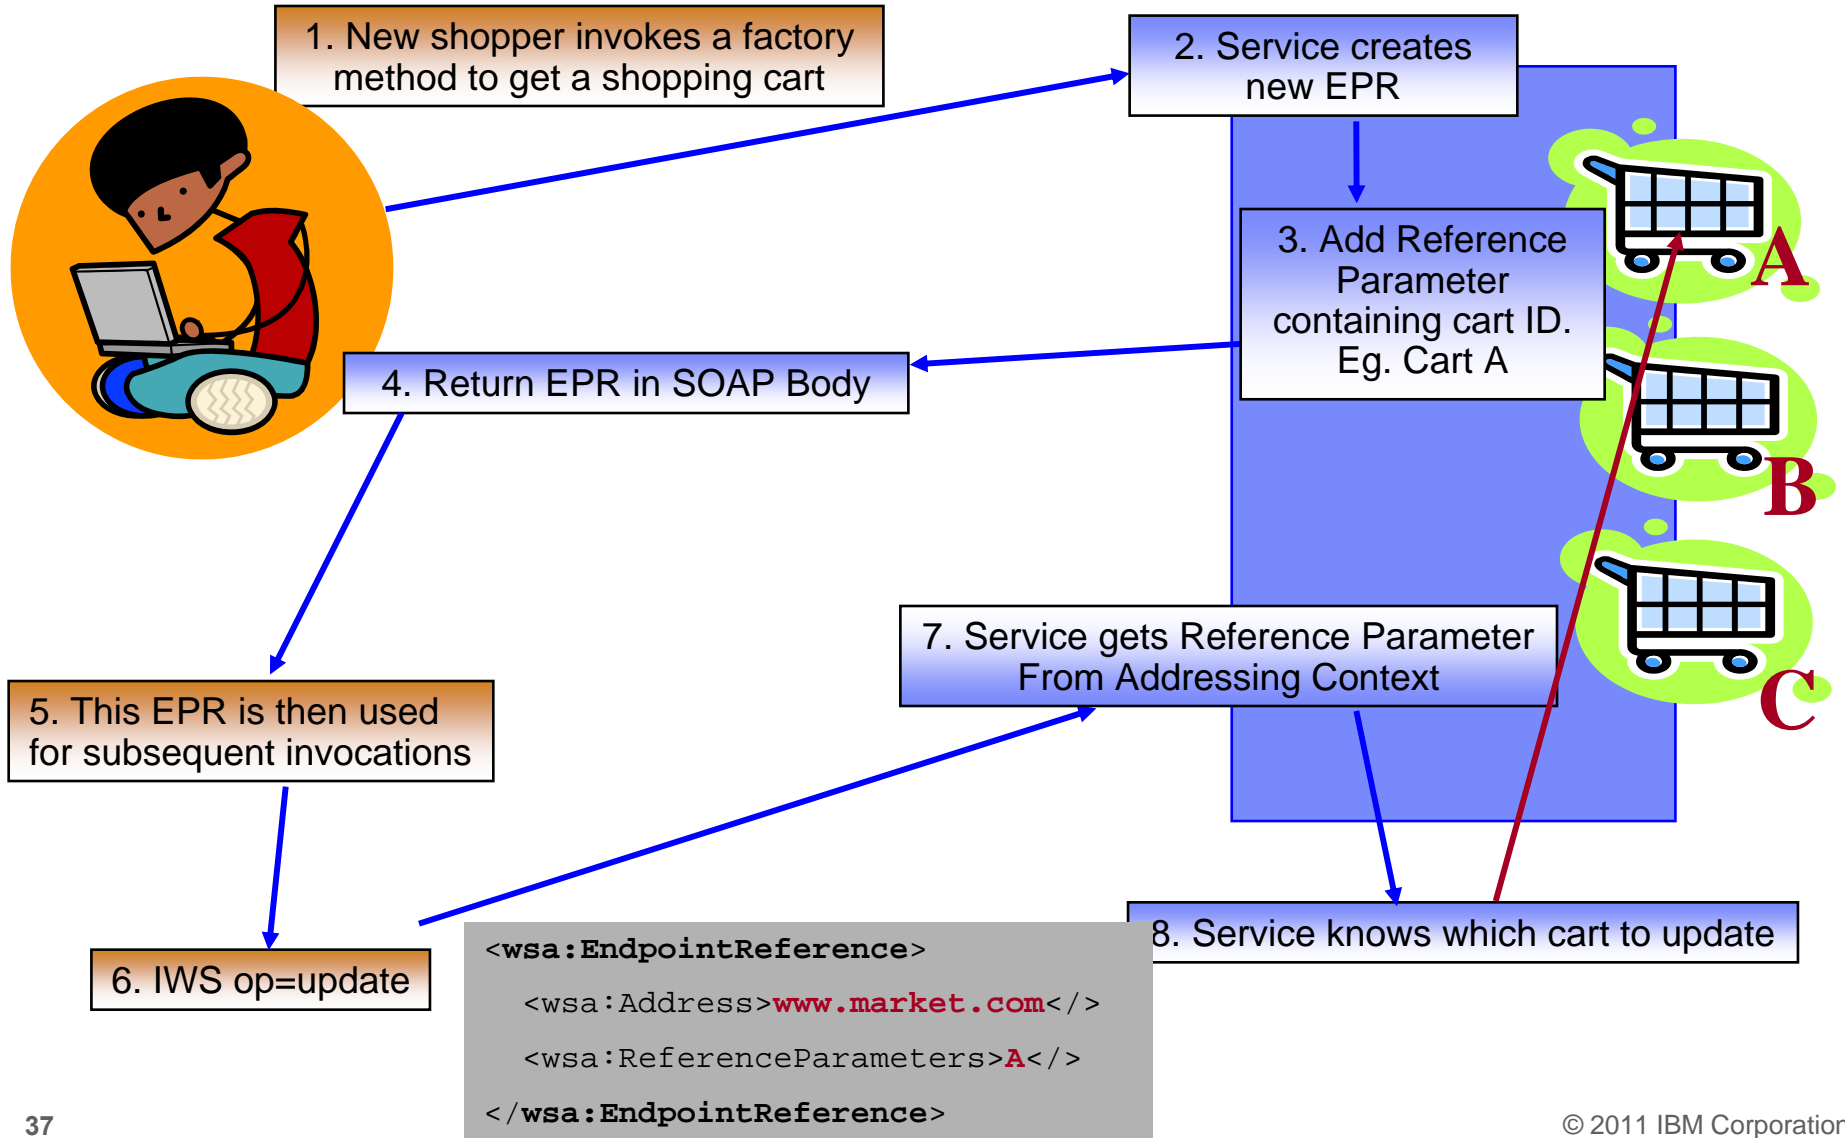 1. New shopper invokes a factory
method to get a shopping cart
2. Service creates
new EPR
3. Add Reference
Parameter
containing cart ID.
Eg. Cart A
A
4. Return EPR in SOAP Body
B
C
5. This EPR is then used
for subsequent invocations
7. Service gets Reference Parameter
From Addressing Context
6. IWS op=update
8. Service knows which cart to update
<wsa:EndpointReference>
<wsa:Address>www.market.com</>
<wsa:ReferenceParameters>A</>
</wsa:EndpointReference>
37
© 2011 IBM Corporation